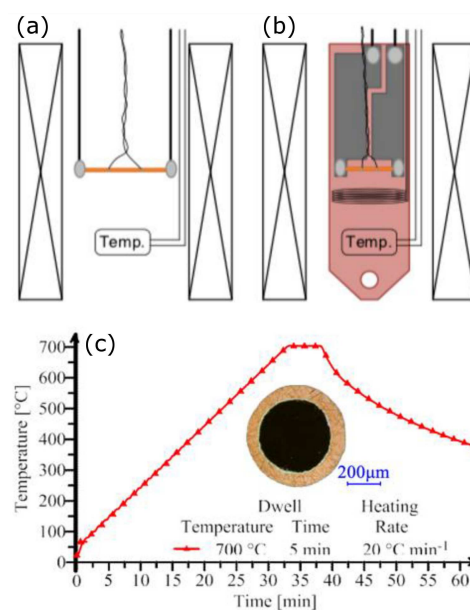 (a) (b)
Temp. Temp.
(c)
Temperature [°C]
700
600
500
400
300
200
100
0
200µm
Dwell Heating
Temperature Time Rate
700 °C 5 min 20 °C min⁻¹
0 5 10 15 20 25 30 35 40 45 50 55 60
Time [min]